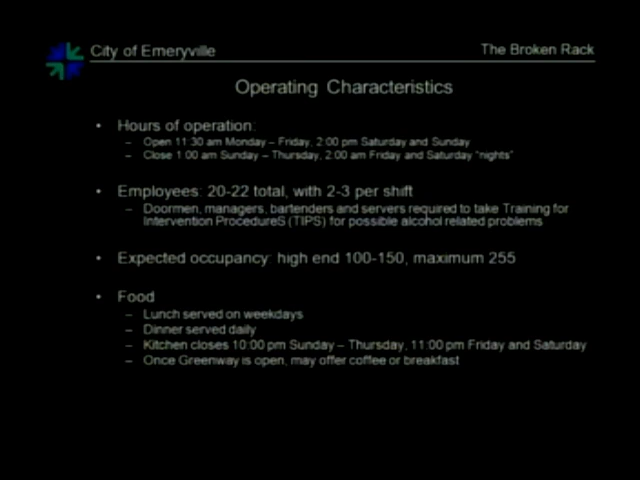 City of Emeryville
The Broken Rack
Operating Characteristics
• Hours of operation:
– Open 11:30 am Monday – Friday, 2:00 pm Saturday and Sunday
– Close 1:00 am Sunday – Thursday, 2:00 am Friday and Saturday "nights"
• Employees: 20-22 total, with 2-3 per shift
– Doormen, managers, bartenders and servers required to take Training for
Intervention ProcedureS (TIPS) for possible alcohol related problems
• Expected occupancy: high end 100-150, maximum 255
• Food
– Lunch served on weekdays
– Dinner served daily
– Kitchen closes 10:00 pm Sunday – Thursday, 11:00 pm Friday and Saturday
– Once Greenway is open, may offer coffee or breakfast